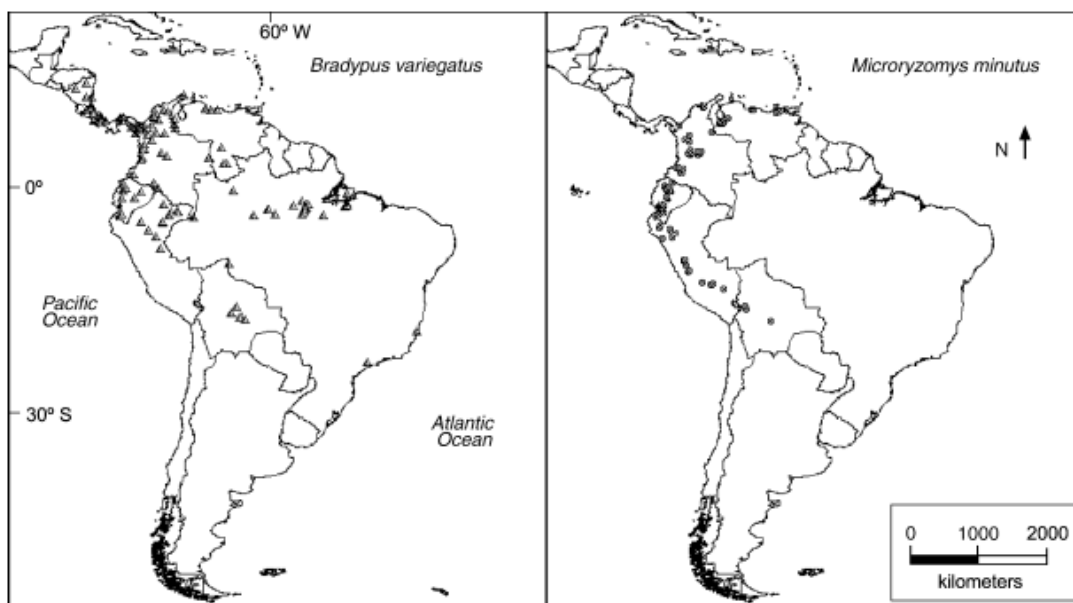 60º W
Bradypus variegatus
Microryzomys minutus
N
0º
Pacific
Ocean
30º S
Atlantic
Ocean
0 1000 2000
kilometers